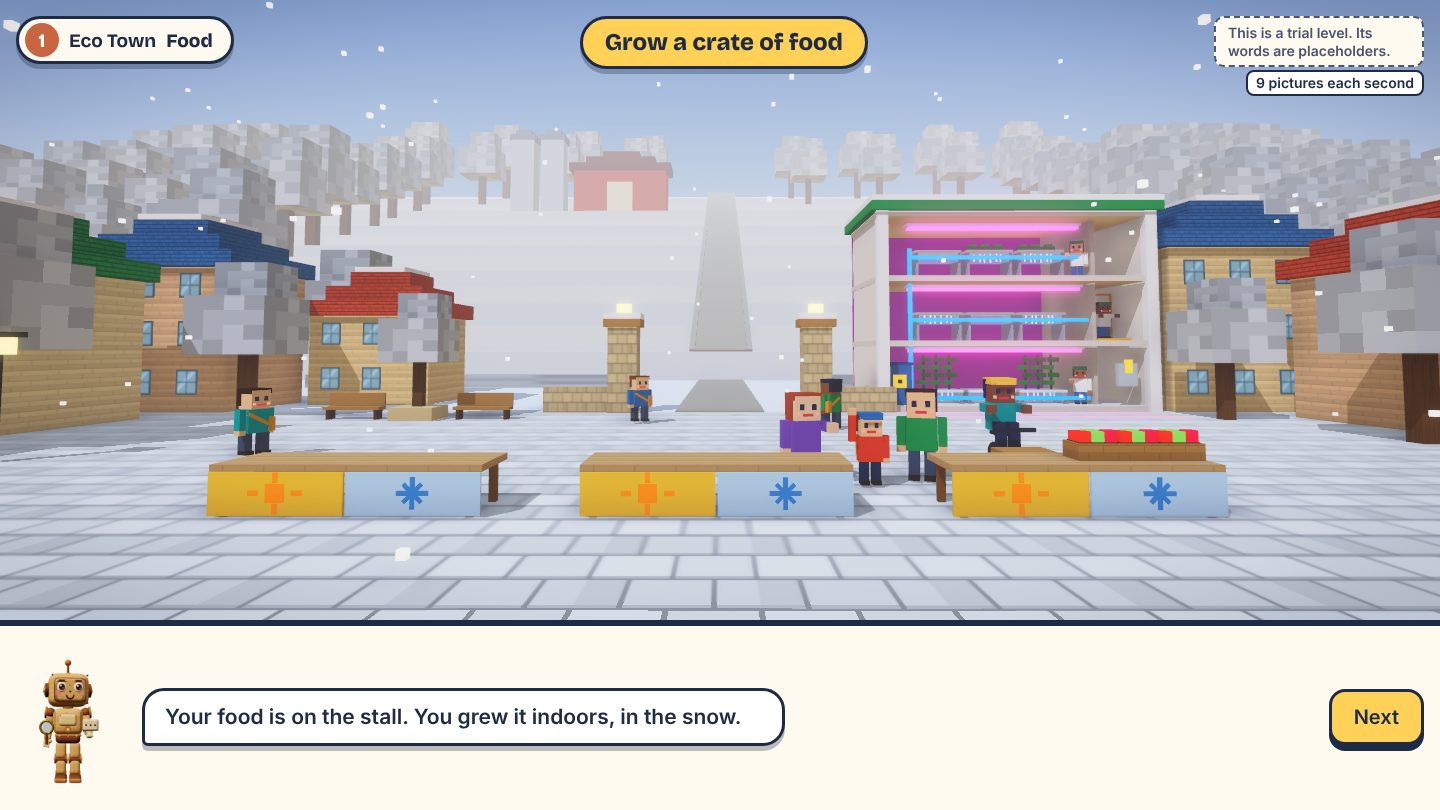 1 Eco Town Food
Grow a crate of food
This is a trial level. Its
words are placeholders.
9 pictures each second
Your food is on the stall. You grew it indoors, in the snow.
Next